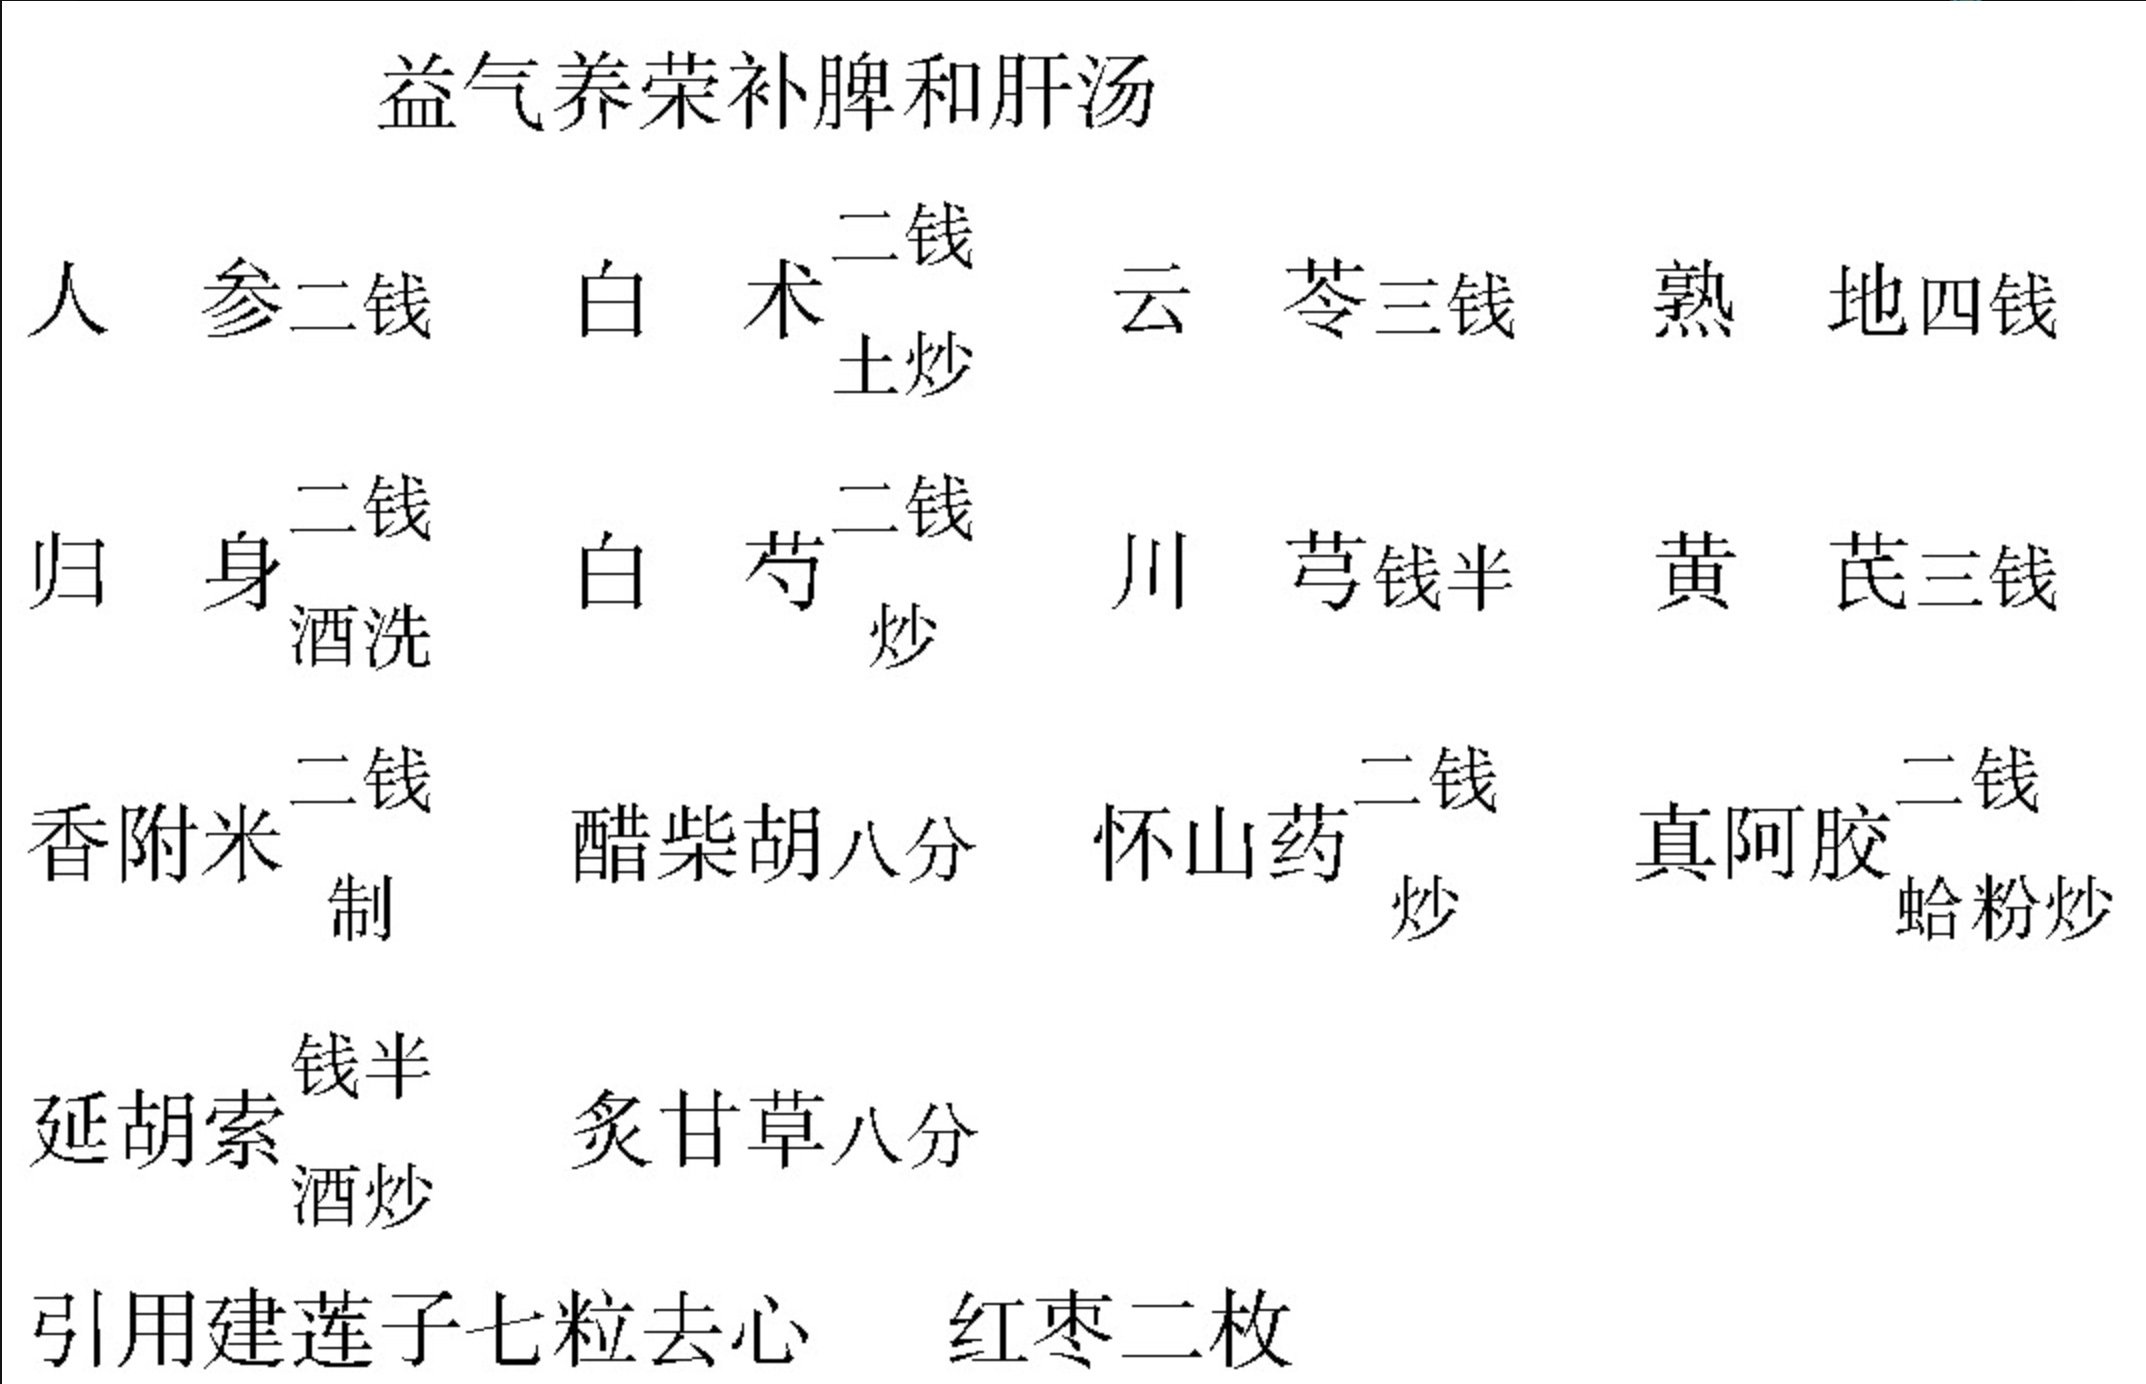 益气养荣补脾和肝汤
人 参二钱 白 术二钱土炒 云 苓三钱 熟 地四钱
归 身二钱酒洗 白 芍二钱炒 川 芎钱半 黄 芪三钱
香附米二钱制 醋柴胡八分 怀山药二钱炒 真阿胶二钱蛤粉炒
延胡索钱半酒炒 炙甘草八分
引用建莲子七粒去心 红枣二枚